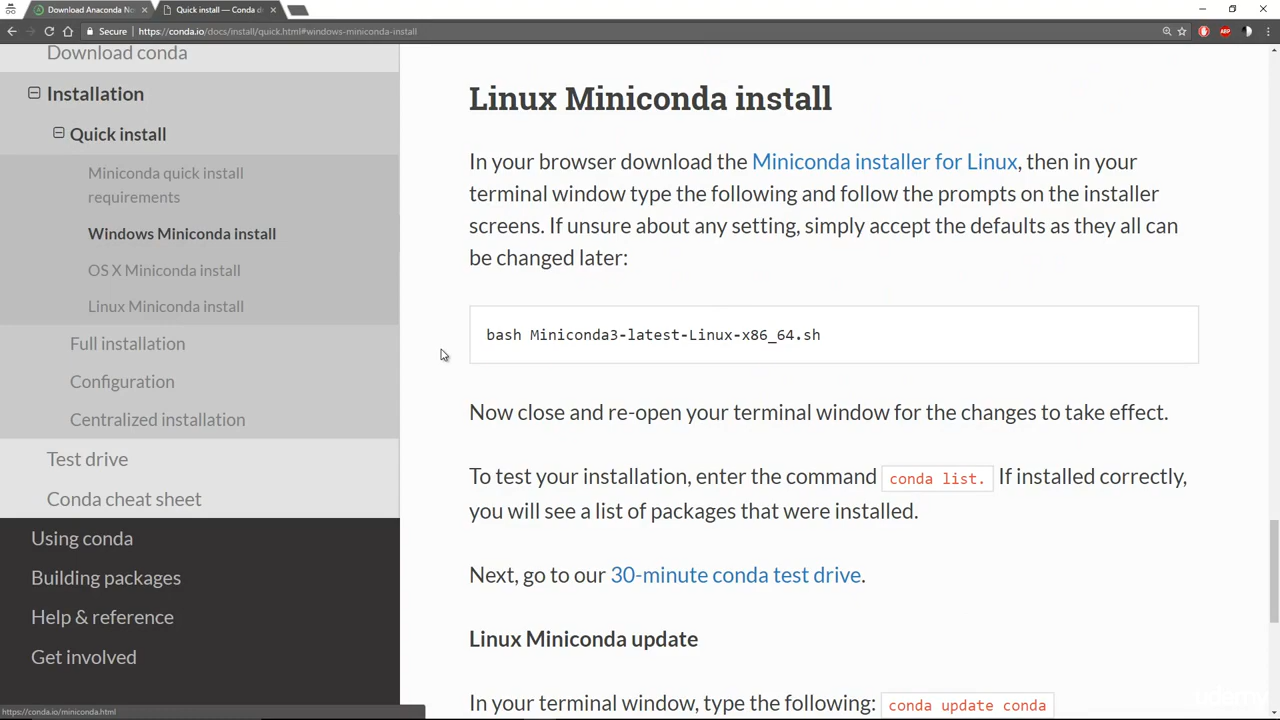 Download Anaconda No
Quick install — Conda d
Secure
https://conda.io/docs/install/quick.html#windows-miniconda-install
ABP
Download conda
Installation
Quick install
Miniconda quick install
requirements
Windows Miniconda install
OS X Miniconda install
Linux Miniconda install
Full installation
Configuration
Centralized installation
Test drive
Conda cheat sheet
Using conda
Building packages
Help & reference
Get involved
https://conda.io/miniconda.html
Linux Miniconda install
In your browser download the Miniconda installer for Linux, then in your
terminal window type the following and follow the prompts on the installer
screens. If unsure about any setting, simply accept the defaults as they all can
be changed later:
bash Miniconda3-latest-Linux-x86_64.sh
Now close and re-open your terminal window for the changes to take effect.
To test your installation, enter the command conda list. If installed correctly,
you will see a list of packages that were installed.
Next, go to our 30-minute conda test drive.
Linux Miniconda update
In your terminal window, type the following: conda update conda
udemy